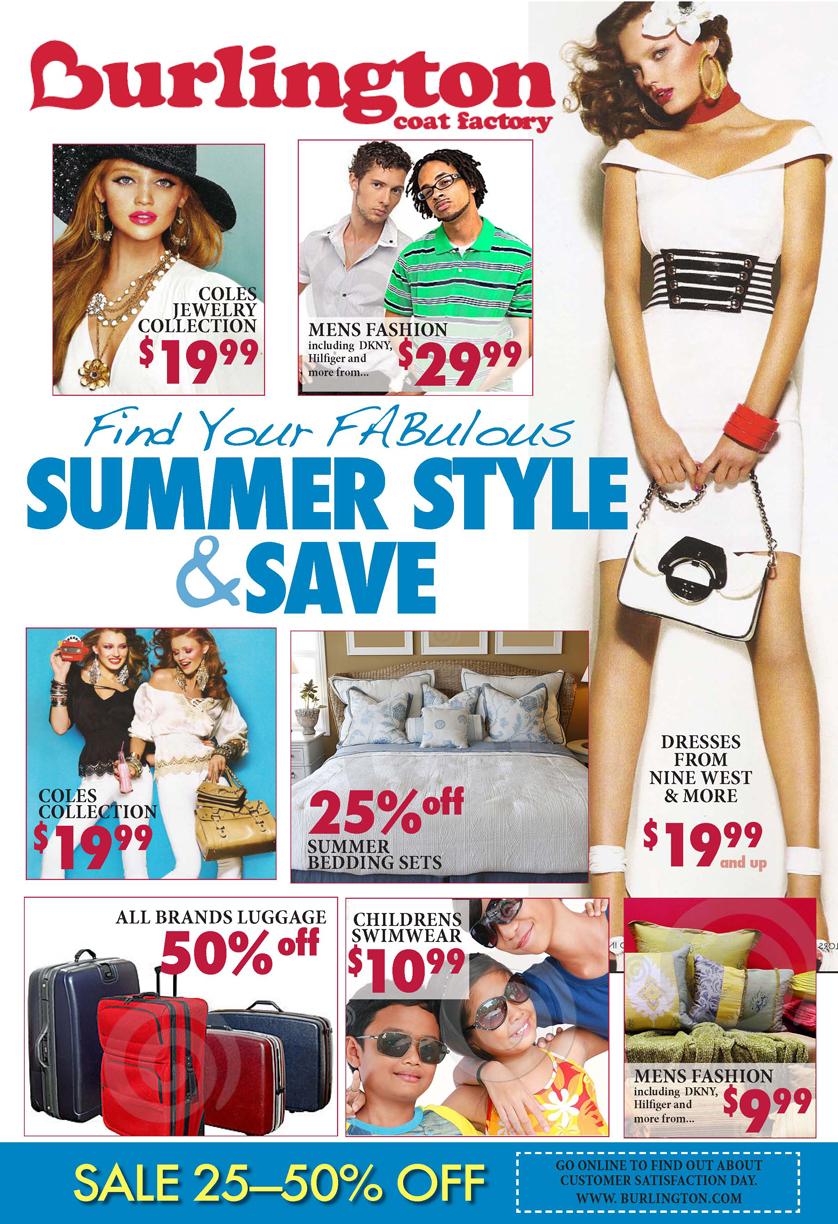 Burlington
coat factory
COLES
JEWELRY
COLLECTION
$19.99
MENS FASHION
including DKNY,
Hilfiger and
more from...
$29.99
Find Your FABulous
SUMMER STYLE
& SAVE
COLES
COLLECTION
$19.99
25% off
SUMMER
BEDDING SETS
DRESSES
FROM
NINE WEST
& MORE
$19.99
and up
ALL BRANDS LUGGAGE
50% off
CHILDRENS
SWIMWEAR
$10.99
MENS FASHION
including DKNY,
Hilfiger and
more from...
$9.99
SALE 25–50% OFF
GO ONLINE TO FIND OUT ABOUT
CUSTOMER SATISFACTION DAY.
WWW. BURLINGTON.COM